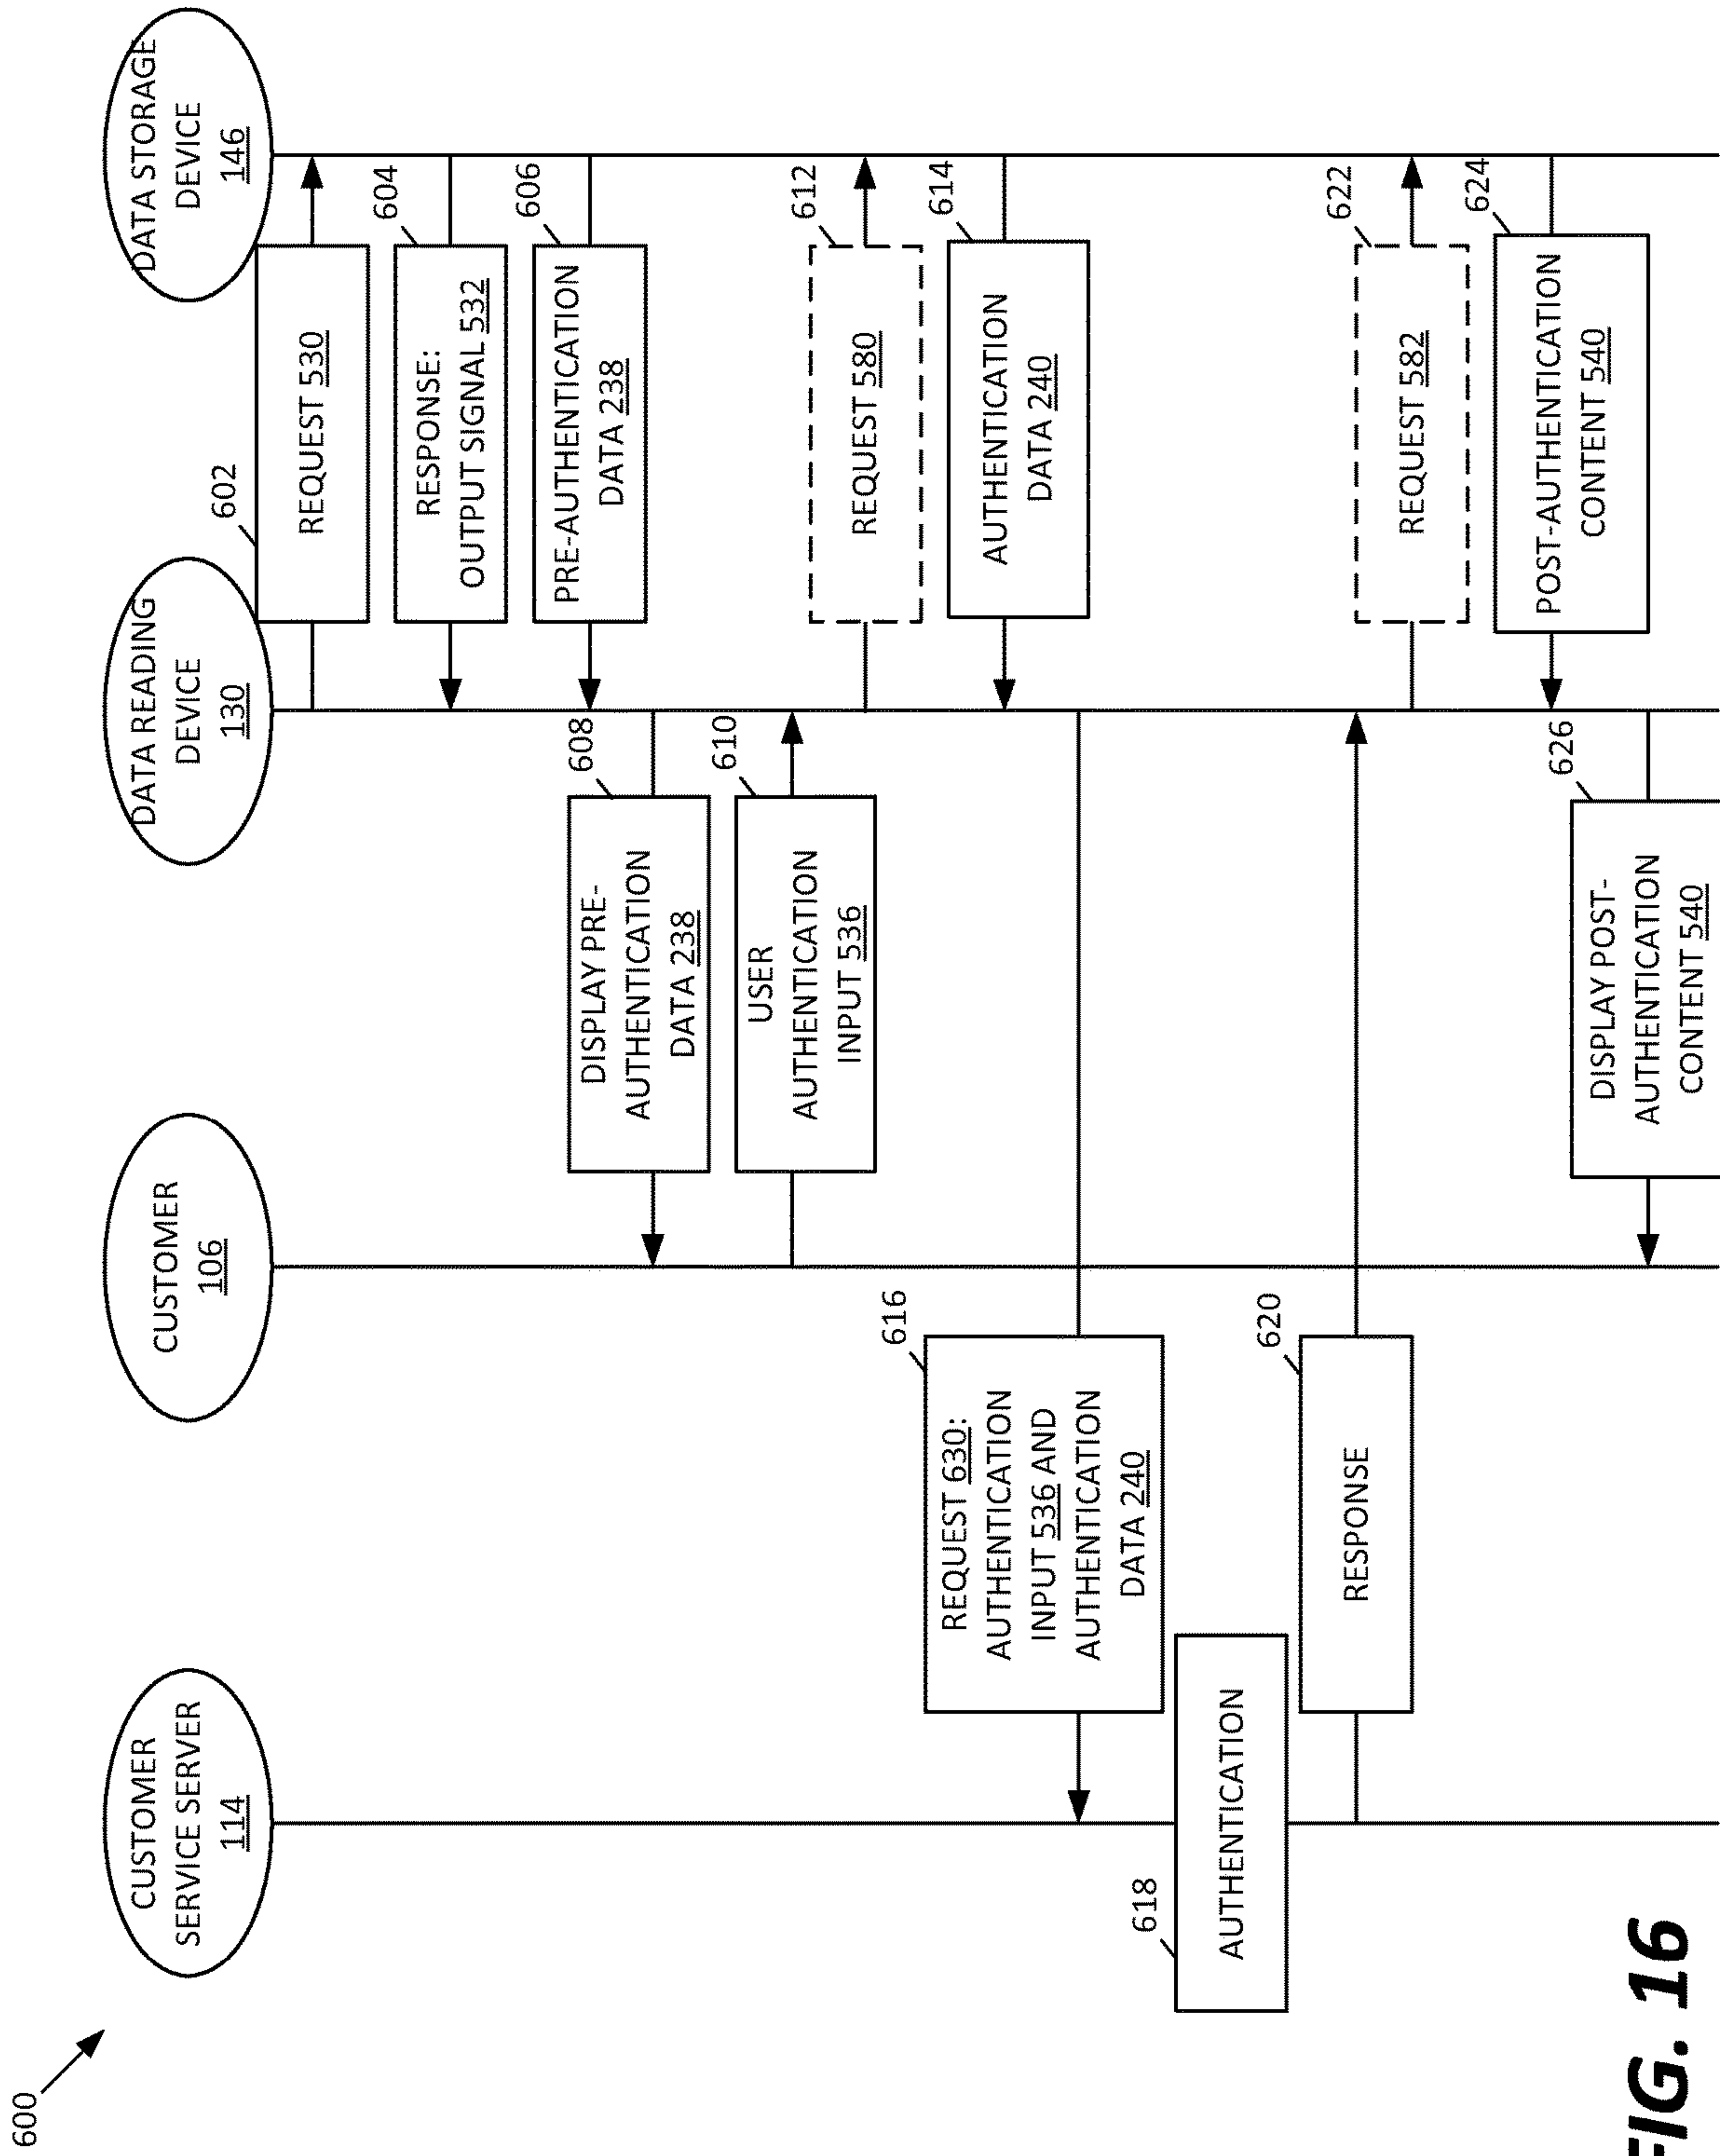 600
CUSTOMER
SERVICE SERVER
114
CUSTOMER
106
DATA READING
DEVICE
130
DATA STORAGE
DEVICE
146
602
REQUEST 530
604
RESPONSE:
OUTPUT SIGNAL 532
606
PRE-AUTHENTICATION
DATA 238
608
DISPLAY PRE-
AUTHENTICATION
DATA 238
610
USER
AUTHENTICATION
INPUT 536
612
REQUEST 580
614
AUTHENTICATION
DATA 240
616
REQUEST 630:
AUTHENTICATION
INPUT 536 AND
AUTHENTICATION
DATA 240
618
AUTHENTICATION
620
RESPONSE
622
REQUEST 582
624
POST-AUTHENTICATION
CONTENT 540
626
DISPLAY POST-
AUTHENTICATION
CONTENT 540
FIG. 16